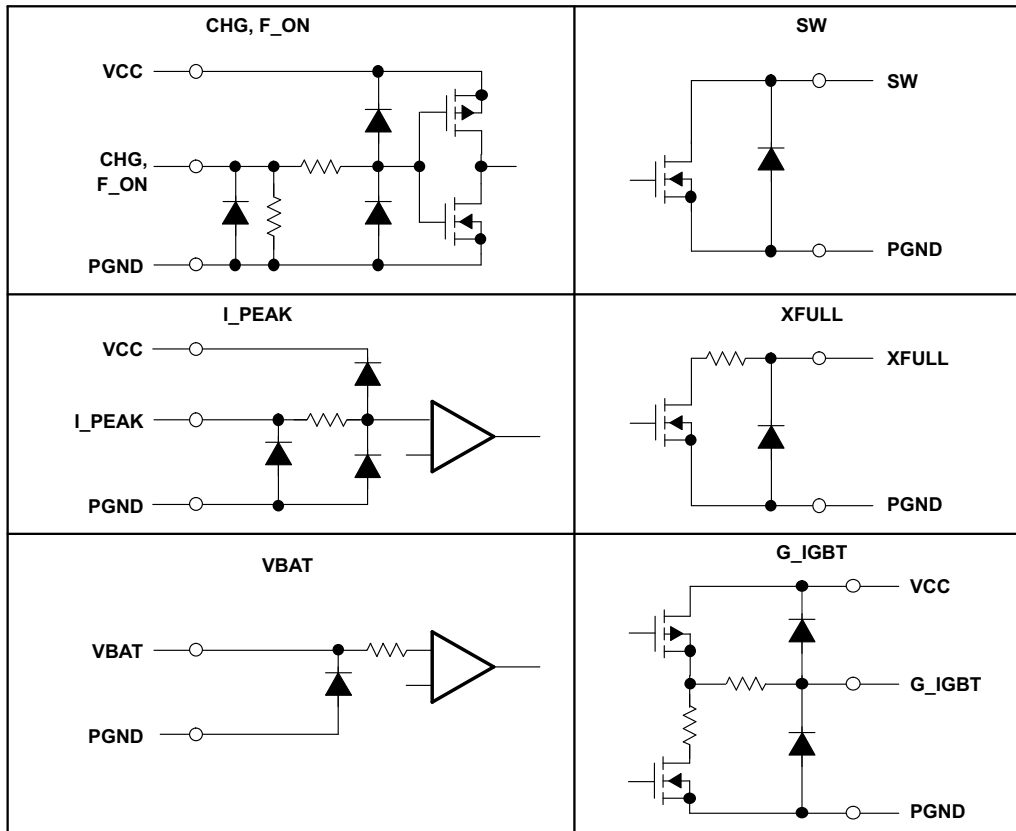 CHG, F_ON
VCC
CHG,
F_ON
PGND
SW
SW
PGND
I_PEAK
VCC
I_PEAK
PGND
XFULL
XFULL
PGND
VBAT
VBAT
PGND
G_IGBT
VCC
G_IGBT
PGND